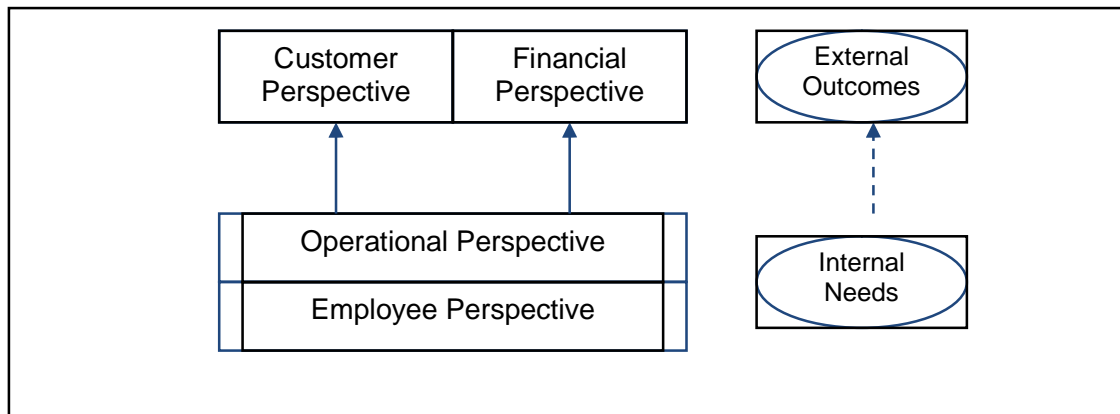 Customer
Perspective
Financial
Perspective
External
Outcomes
Operational Perspective
Employee Perspective
Internal
Needs